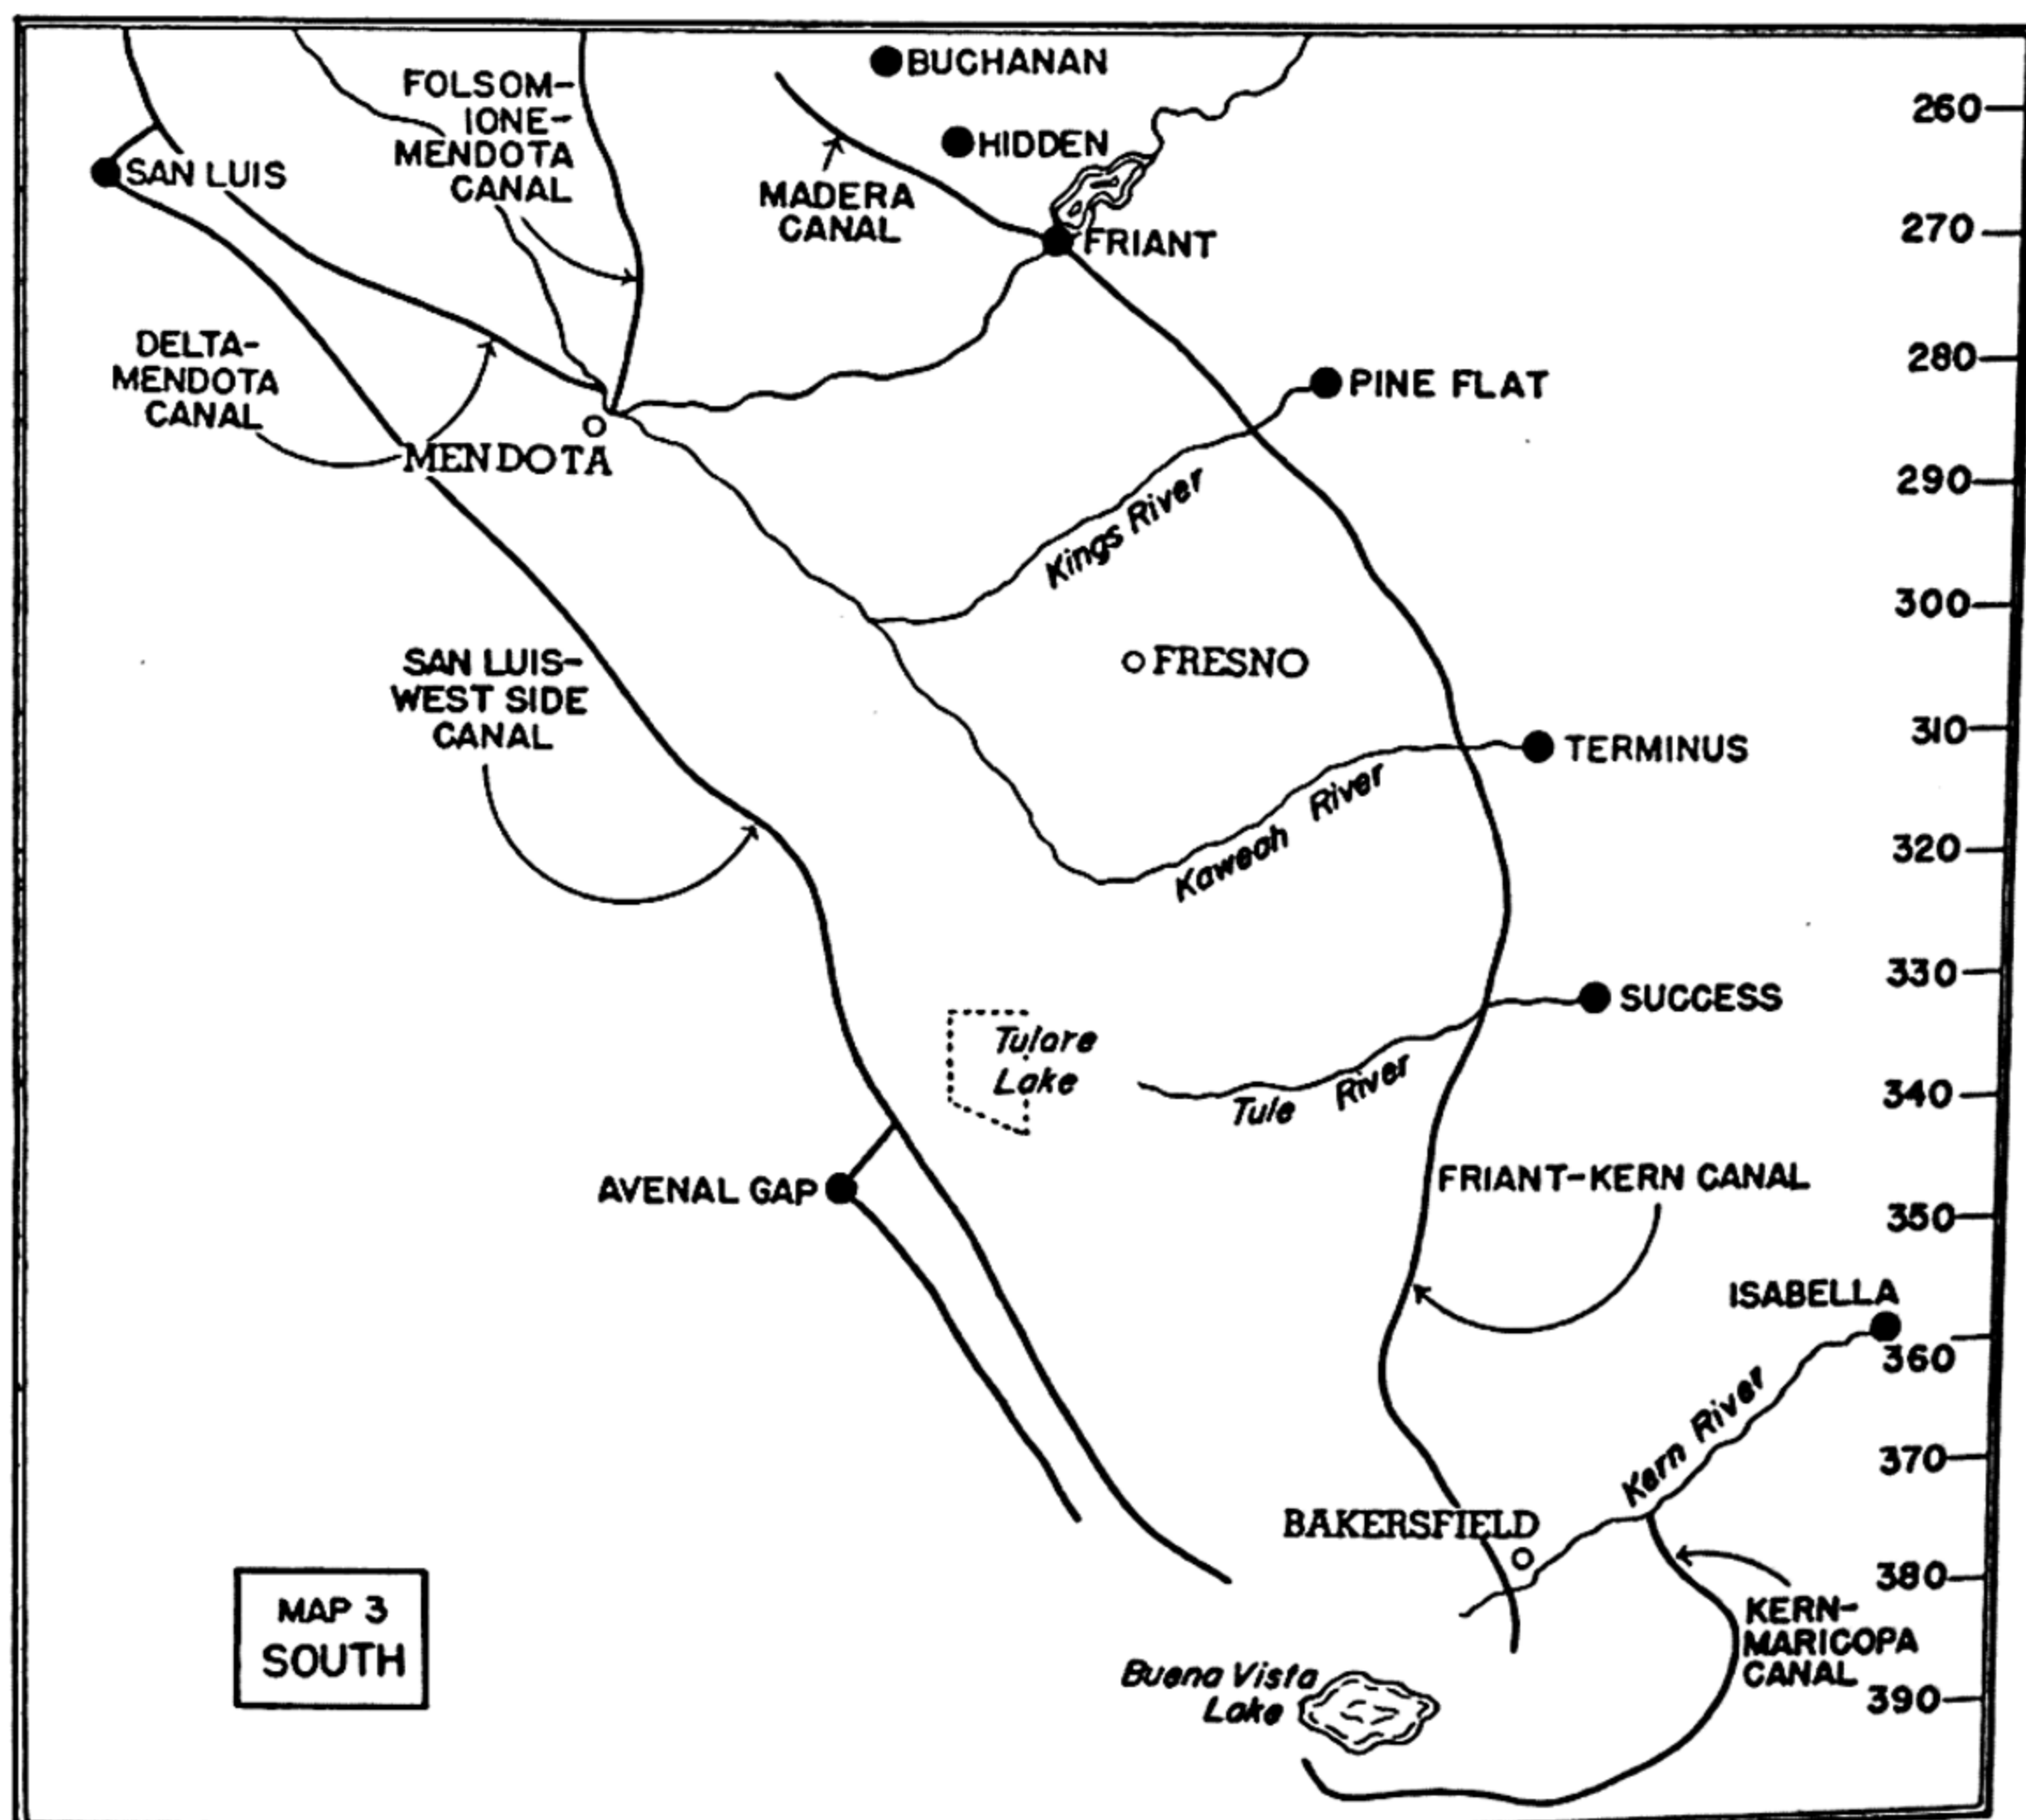 BUCHANAN
260
FOLSOM-
IONE-
MENDOTA
CANAL
HIDDEN
SAN LUIS
MADERA
CANAL
270
FRIANT
DELTA-
MENDOTA
CANAL
280
PINE FLAT
MENDOTA
290
Kings River
300
SAN LUIS-
WEST SIDE
CANAL
FRESNO
310
TERMINUS
Kaweah River
320
330
SUCCESS
Tulare
Lake
Tule River
340
AVENAL GAP
FRIANT-KERN CANAL
350
ISABELLA
360
Kern River
370
BAKERSFIELD
380
MAP 3
SOUTH
KERN-
MARICOPA
CANAL
Buena Vista
Lake
390